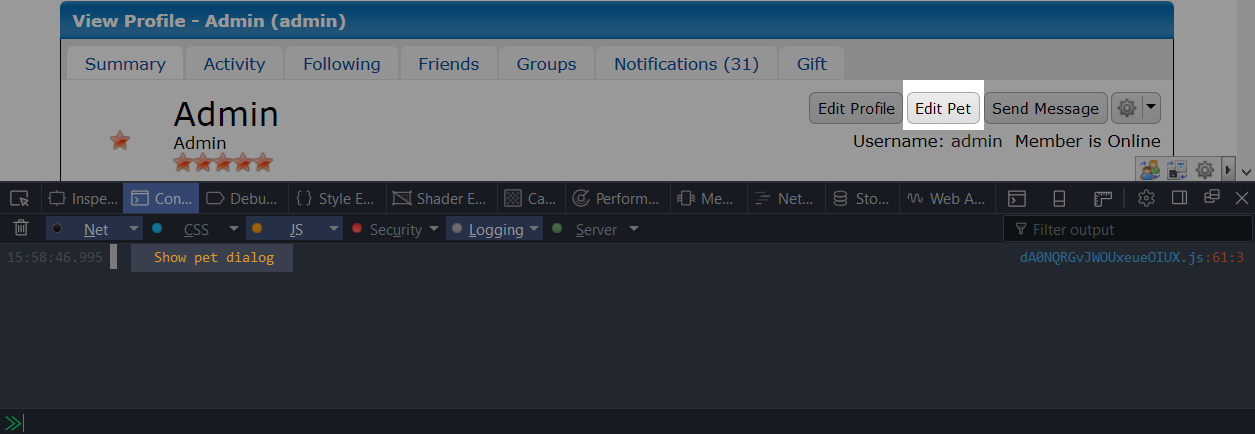 View Profile - Admin (admin)
Summary Activity Following Friends Groups Notifications (31) Gift
Admin
Edit Profile Edit Pet Send Message
Admin
Username: admin Member is Online
Inspe... Con... Debu... Style E... Shader E... Ca... Perform... Me... Net... Sto... Web A...
Net CSS JS Security Logging Server Filter output
15:58:46.995 Show pet dialog dA0NQRGvJWOUxeueOIUX.js:61:3